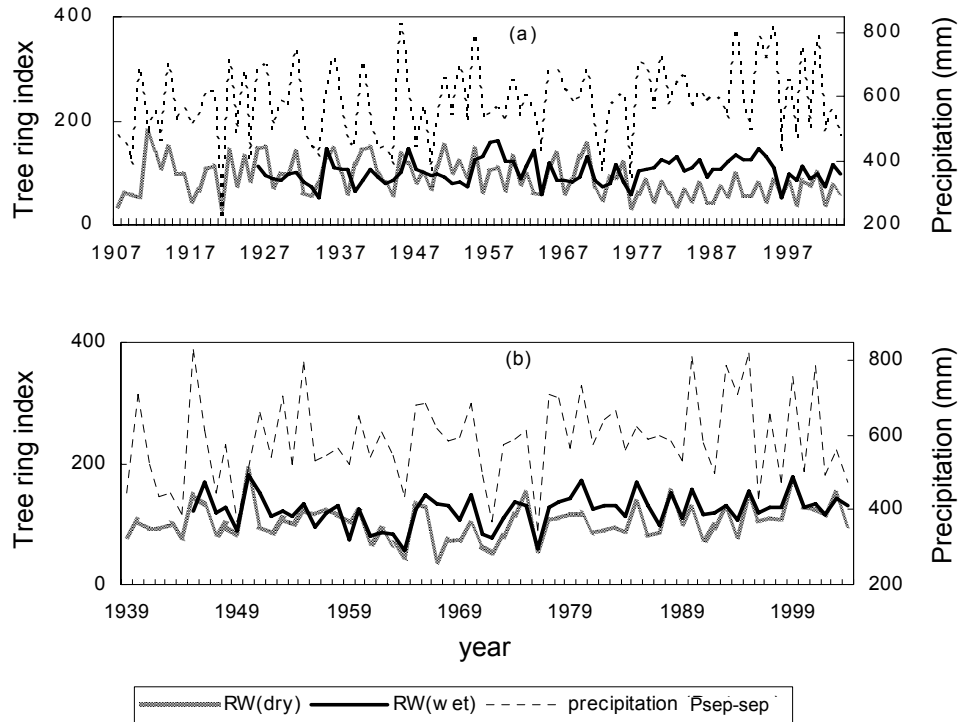 (a)
Tree ring index
400
200
0
Precipitation (mm)
800
600
400
200
1907 1917 1927 1937 1947 1957 1967 1977 1987 1997
(b)
Tree ring index
400
200
0
Precipitation (mm)
800
600
400
200
1939 1949 1959 1969 1979 1989 1999
year
RW(dry) RW(w et) precipitation Psep-sep